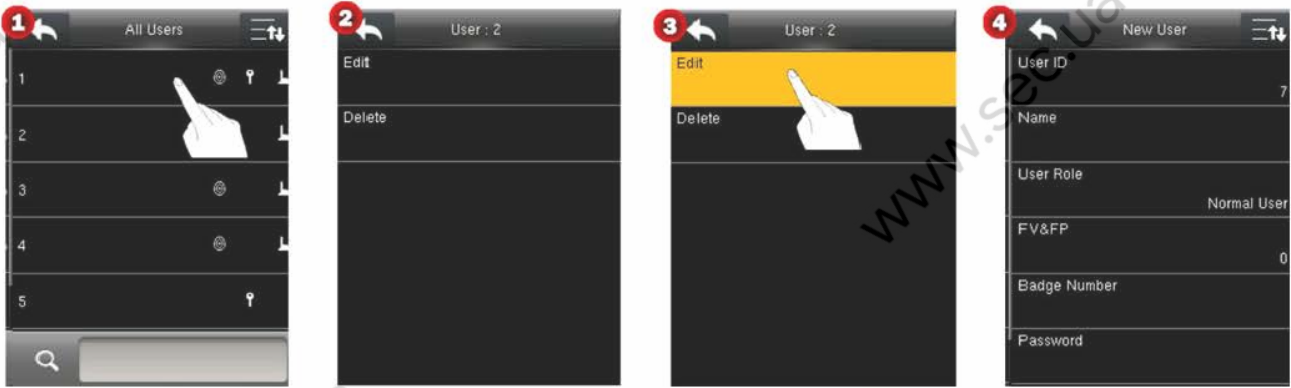 1
All Users
1
2
3
4
5
2
User : 2
Edit
Delete
3
User : 2
Edit
Delete
4
New User
User ID
7
Name
User Role
Normal User
FV&FP
0
Badge Number
Password
www.sec.ua